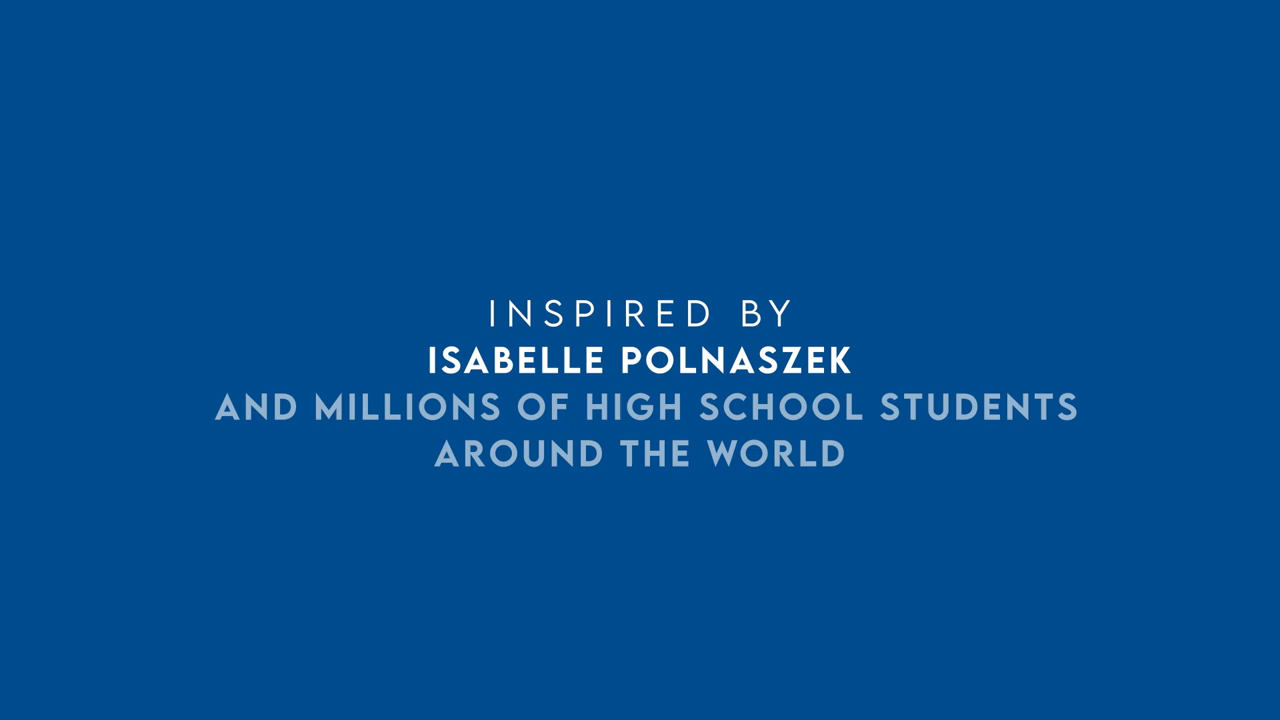 INSPIRED BY
ISABELLE POLNASZEK
AND MILLIONS OF HIGH SCHOOL STUDENTS
AROUND THE WORLD